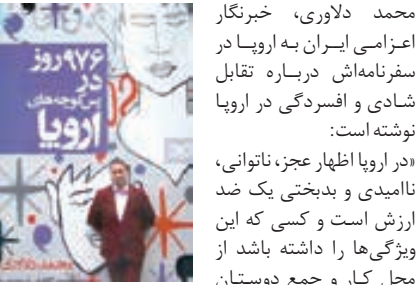 محمد دلاوری، خبرنگار
اعزامی ایران به اروپا در
سفرنامه‌اش درباره تقابل
شادی و افسردگی در اروپا
نوشته است:
«در اروپا اظهار عجز، ناتوانی،
ناامیدی و بدبختی یک ضد
ارزش است و کسی که این
ویژگی‌ها را داشته باشد از
محل کار و جمع دوستان
۹۷۶ روز
در
پس‌کوچه‌های
اروپا
محمد دلاوری